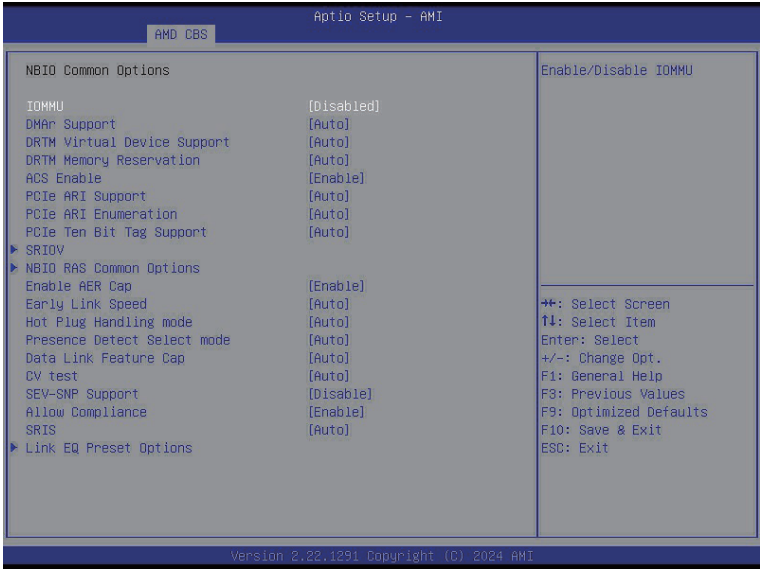 Aptio Setup – AMI
AMD CBS
NBIO Common Options
IOMMU [Disabled]
DMAr Support [Auto]
DRTM Virtual Device Support [Auto]
DRTM Memory Reservation [Auto]
ACS Enable [Enable]
PCIe ARI Support [Auto]
PCIe ARI Enumeration [Auto]
PCIe Ten Bit Tag Support [Auto]
SRIOV
NBIO RAS Common Options
Enable AER Cap [Enable]
Early Link Speed [Auto]
Hot Plug Handling mode [Auto]
Presence Detect Select mode [Auto]
Data Link Feature Cap [Auto]
CV test [Auto]
SEV-SNP Support [Disable]
Allow Compliance [Enable]
SRIS [Auto]
Link EQ Preset Options
Enable/Disable IOMMU
→←: Select Screen
↑↓: Select Item
Enter: Select
+/-: Change Opt.
F1: General Help
F3: Previous Values
F9: Optimized Defaults
F10: Save & Exit
ESC: Exit
Version 2.22.1291 Copyright (C) 2024 AMI